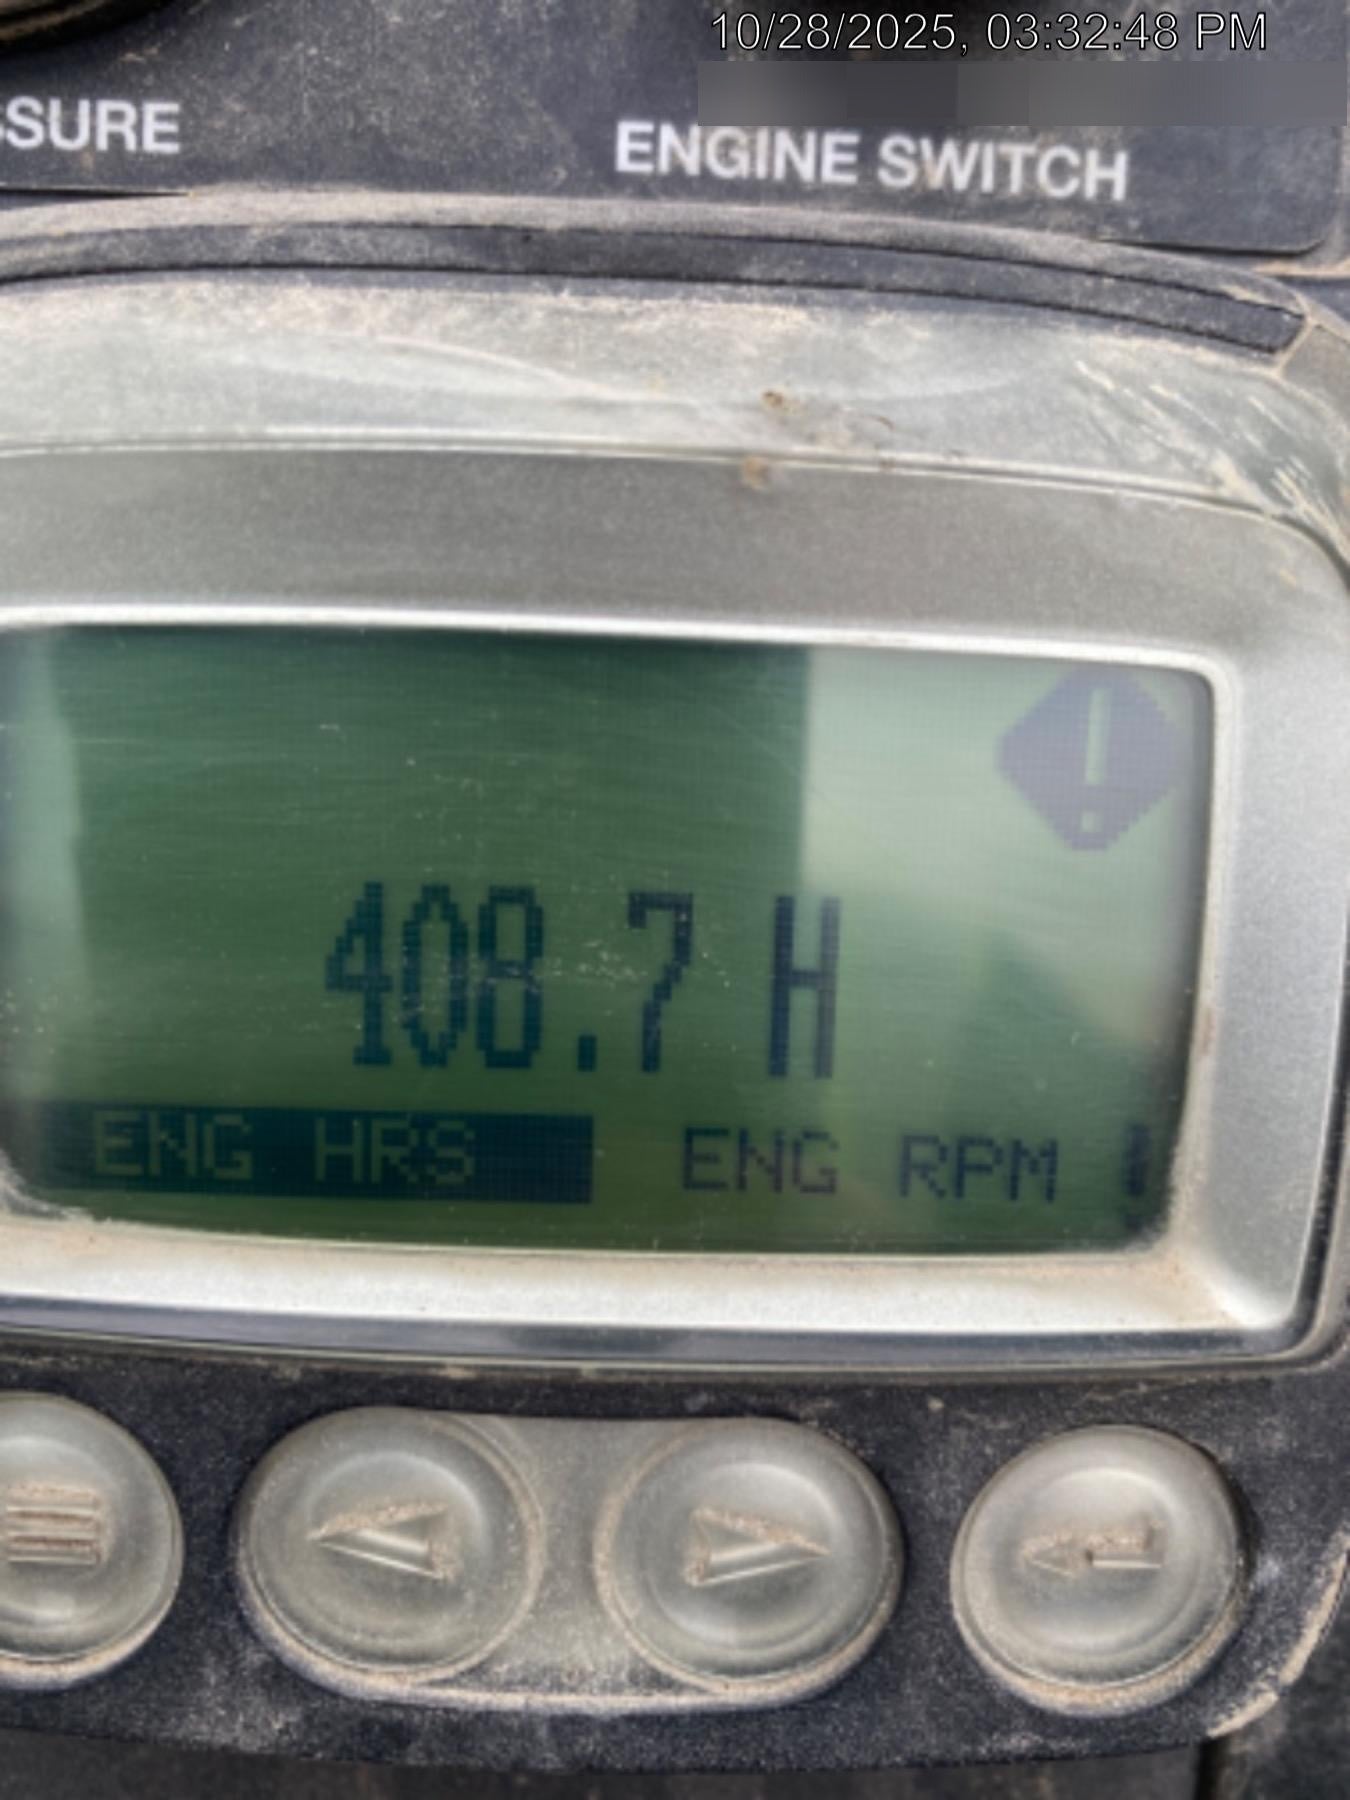 10/28/2025, 03:32:48 PM
SSURE
ENGINE SWITCH
!
408.7 H
ENG HRS ENG RPM